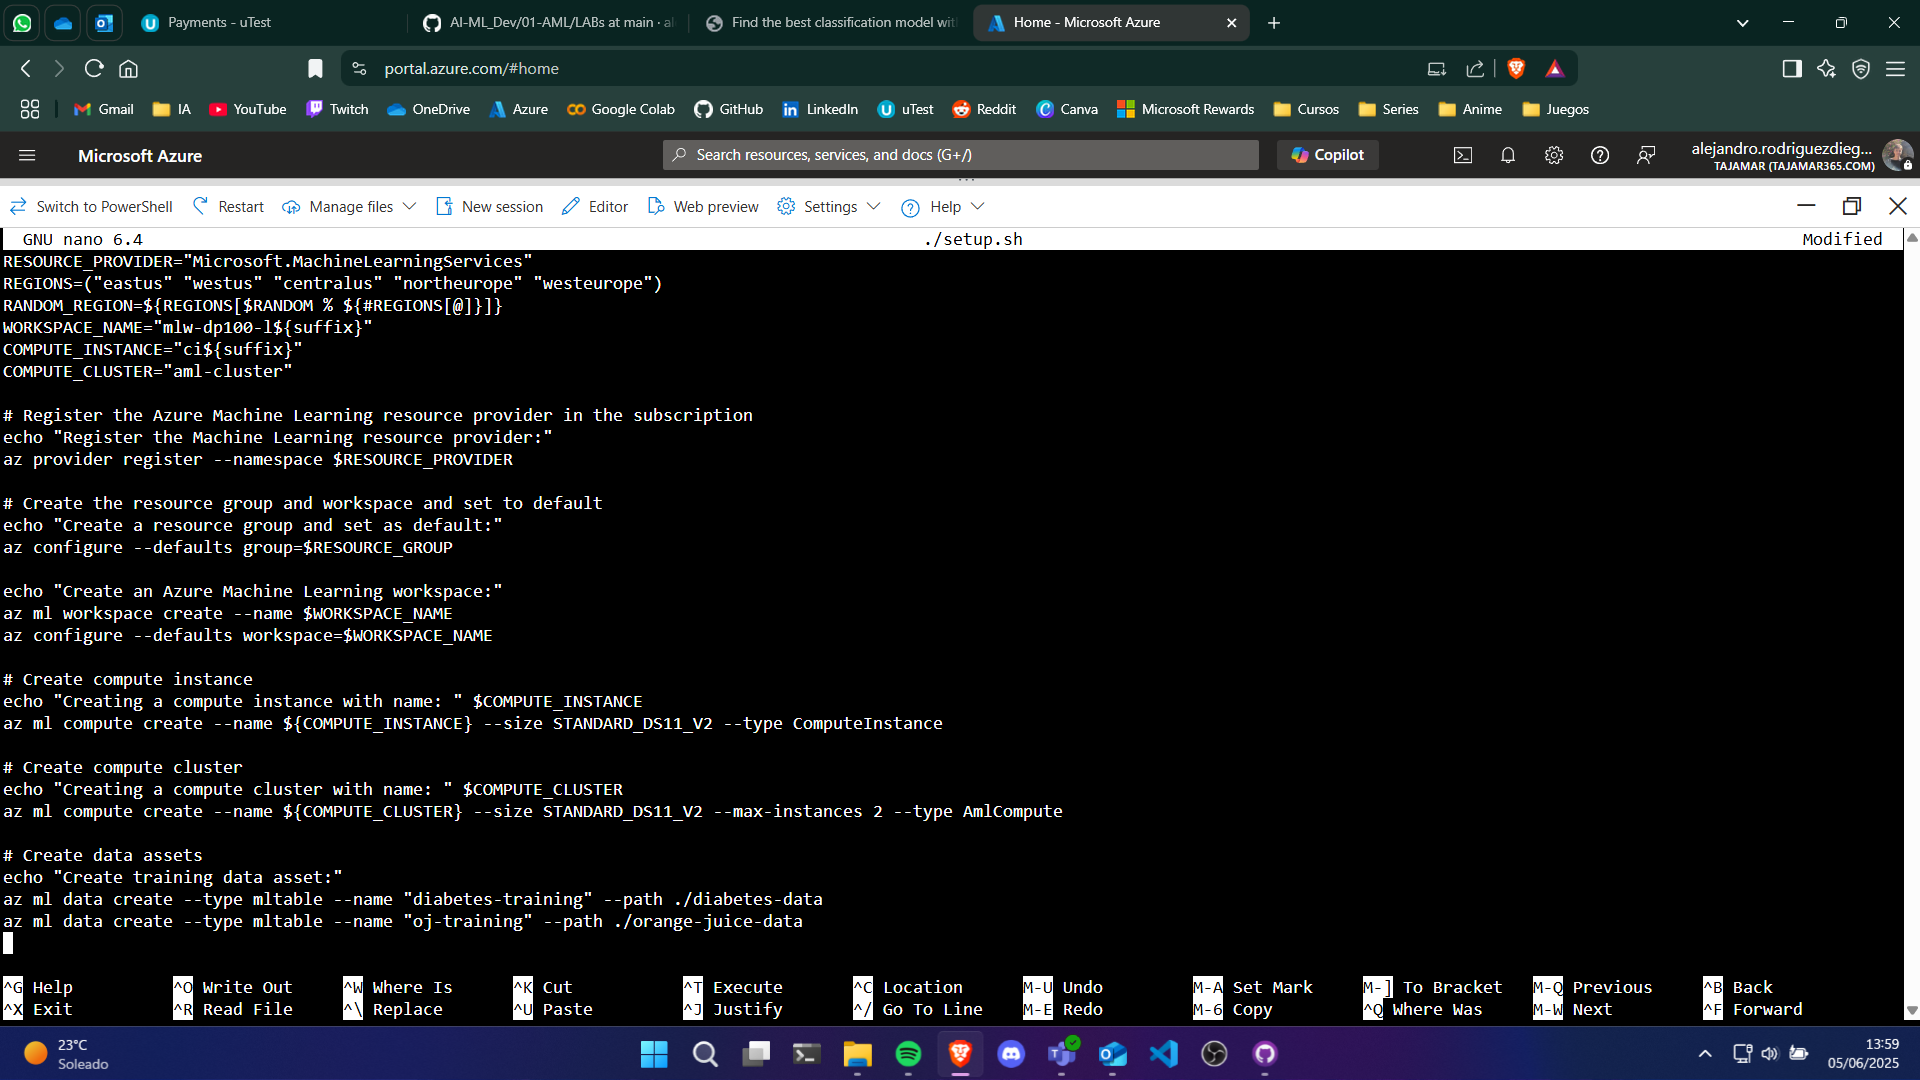 Payments - uTest
AI-ML_Dev/01-AML/LABs at main · al
Find the best classification model wit
Home - Microsoft Azure
portal.azure.com/#home
Gmail
IA
YouTube
Twitch
OneDrive
Azure
Google Colab
GitHub
LinkedIn
uTest
Reddit
Canva
Microsoft Rewards
Cursos
Series
Anime
Juegos
Microsoft Azure
Search resources, services, and docs (G+/)
Copilot
alejandro.rodriguezdieg...
TAJAMAR (TAJAMAR365.COM)
Switch to PowerShell
Restart
Manage files
New session
Editor
Web preview
Settings
Help
GNU nano 6.4 ./setup.sh Modified
RESOURCE_PROVIDER="Microsoft.MachineLearningServices"
REGIONS=("eastus" "westus" "centralus" "northeurope" "westeurope")
RANDOM_REGION=${REGIONS[$RANDOM % ${#REGIONS[@]}]}
WORKSPACE_NAME="mlw-dp100-l${suffix}"
COMPUTE_INSTANCE="ci${suffix}"
COMPUTE_CLUSTER="aml-cluster"
# Register the Azure Machine Learning resource provider in the subscription
echo "Register the Machine Learning resource provider:"
az provider register --namespace $RESOURCE_PROVIDER
# Create the resource group and workspace and set to default
echo "Create a resource group and set as default:"
az configure --defaults group=$RESOURCE_GROUP
echo "Create an Azure Machine Learning workspace:"
az ml workspace create --name $WORKSPACE_NAME
az configure --defaults workspace=$WORKSPACE_NAME
# Create compute instance
echo "Creating a compute instance with name: " $COMPUTE_INSTANCE
az ml compute create --name ${COMPUTE_INSTANCE} --size STANDARD_DS11_V2 --type ComputeInstance
# Create compute cluster
echo "Creating a compute cluster with name: " $COMPUTE_CLUSTER
az ml compute create --name ${COMPUTE_CLUSTER} --size STANDARD_DS11_V2 --max-instances 2 --type AmlCompute
# Create data assets
echo "Create training data asset:"
az ml data create --type mltable --name "diabetes-training" --path ./diabetes-data
az ml data create --type mltable --name "oj-training" --path ./orange-juice-data
^G Help ^O Write Out ^W Where Is ^K Cut ^T Execute ^C Location M-U Undo M-A Set Mark M-] To Bracket M-Q Previous ^B Back
^X Exit ^R Read File ^\ Replace ^U Paste ^J Justify ^/ Go To Line M-E Redo M-6 Copy ^Q Where Was M-W Next ^F Forward
23°C
Soleado
13:59
05/06/2025